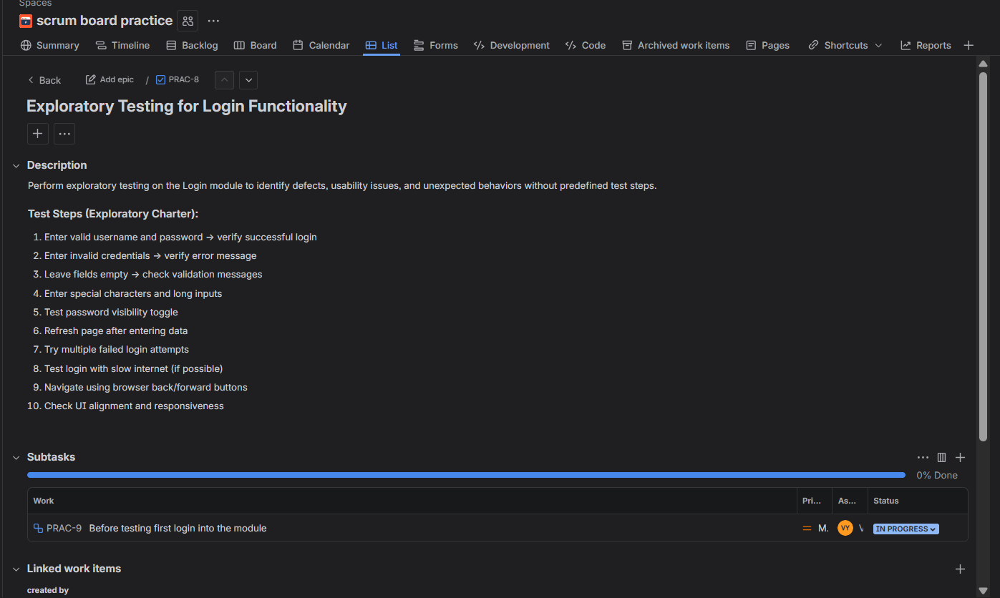 Spaces
scrum board practice
Summary Timeline Backlog Board Calendar List Forms Development Code Archived work items Pages Shortcuts Reports
Back Add epic / PRAC-8
Exploratory Testing for Login Functionality
Description
Perform exploratory testing on the Login module to identify defects, usability issues, and unexpected behaviors without predefined test steps.
Test Steps (Exploratory Charter):
1. Enter valid username and password → verify successful login
2. Enter invalid credentials → verify error message
3. Leave fields empty → check validation messages
4. Enter special characters and long inputs
5. Test password visibility toggle
6. Refresh page after entering data
7. Try multiple failed login attempts
8. Test login with slow internet (if possible)
9. Navigate using browser back/forward buttons
10. Check UI alignment and responsiveness
Subtasks
0% Done
Work Pri... As... Status
PRAC-9 Before testing first login into the module M. VY IN PROGRESS
Linked work items
created by